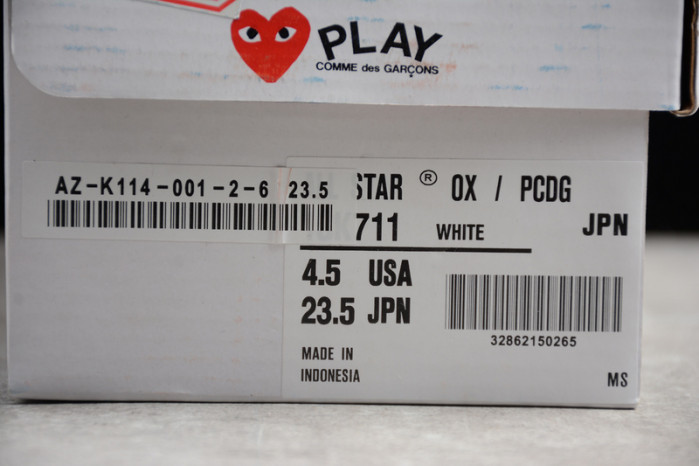 PLAY
COMME des GARÇONS
AZ-K114-001-2-6 23.5
STAR ® OX / PCDG
711 WHITE JPN
4.5 USA
23.5 JPN
32862150265
MADE IN
INDONESIA
MS